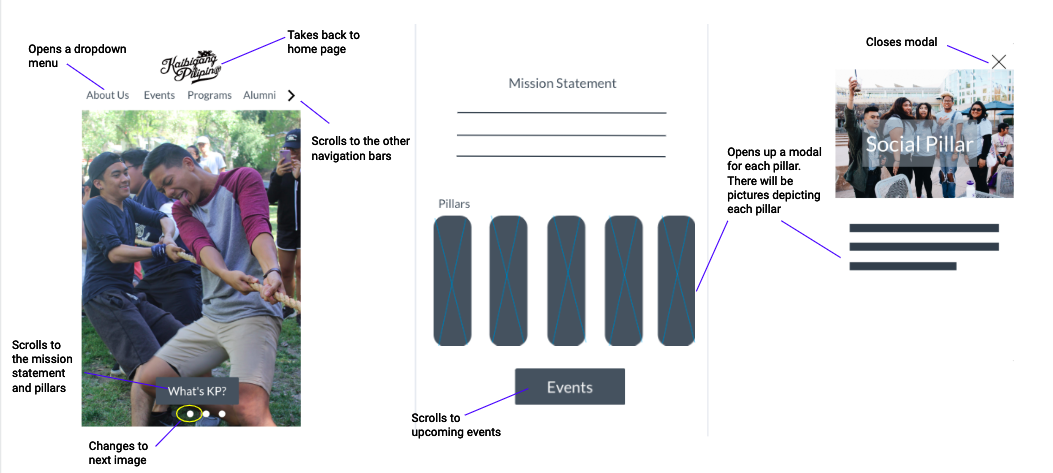 Opens a dropdown
menu
Takes back to
home page
Kaibigang
Pilipin@
About Us Events Programs Alumni
Scrolls to the other
navigation bars
Scrolls to
the mission
statement
and pillars
What's KP?
Changes to
next image
Mission Statement
Pillars
Events
Scrolls to
upcoming events
Opens up a modal
for each pillar.
There will be
pictures depicting
each pillar
Closes modal
Social Pillar